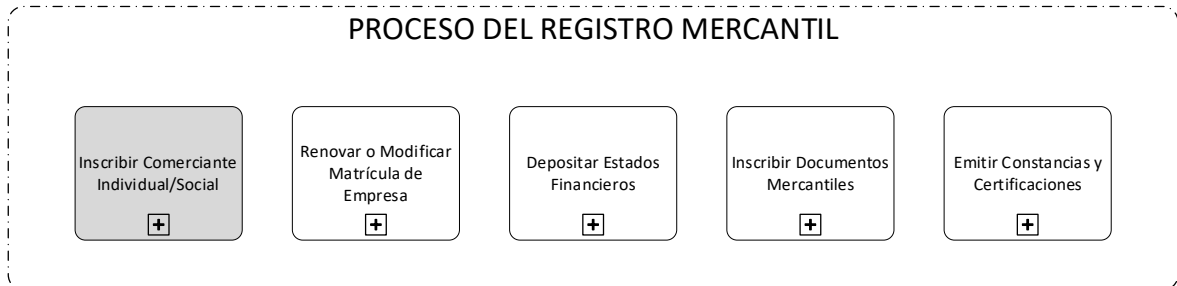 PROCESO DEL REGISTRO MERCANTIL
Inscribir Comerciante
Individual/Social
Renovar o Modificar
Matrícula de
Empresa
Depositar Estados
Financieros
Inscribir Documentos
Mercantiles
Emitir Constancias y
Certificaciones